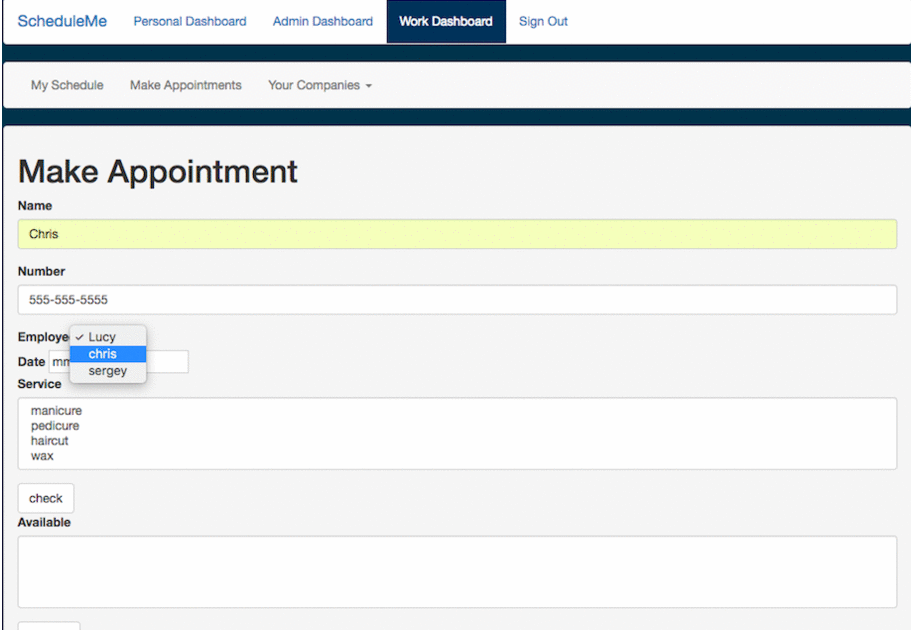 ScheduleMe Personal Dashboard Admin Dashboard Work Dashboard Sign Out
My Schedule Make Appointments Your Companies
Make Appointment
Name
Chris
Number
555-555-5555
Employe ✓ Lucy
chris
Date mm
sergey
Service
manicure
pedicure
haircut
wax
check
Available